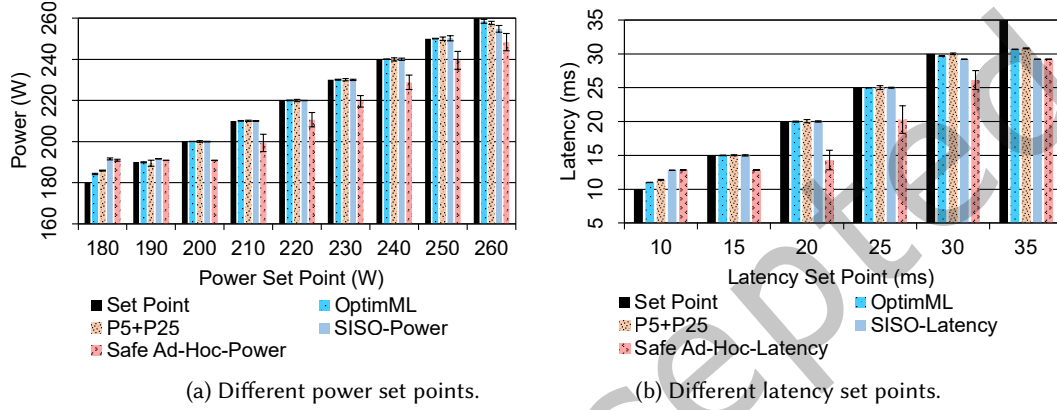 260
240
220
200
180
160
Power (W)
180 190 200 210 220 230 240 250 260
Power Set Point (W)
Set Point OptimML
P5+P25 SISO-Power
Safe Ad-Hoc-Power
(a) Different power set points.
35
30
25
20
15
10
5
Latency (ms)
10 15 20 25 30 35
Latency Set Point (ms)
Set Point OptimML
P5+P25 SISO-Latency
Safe Ad-Hoc-Latency
(b) Different latency set points.
cepted